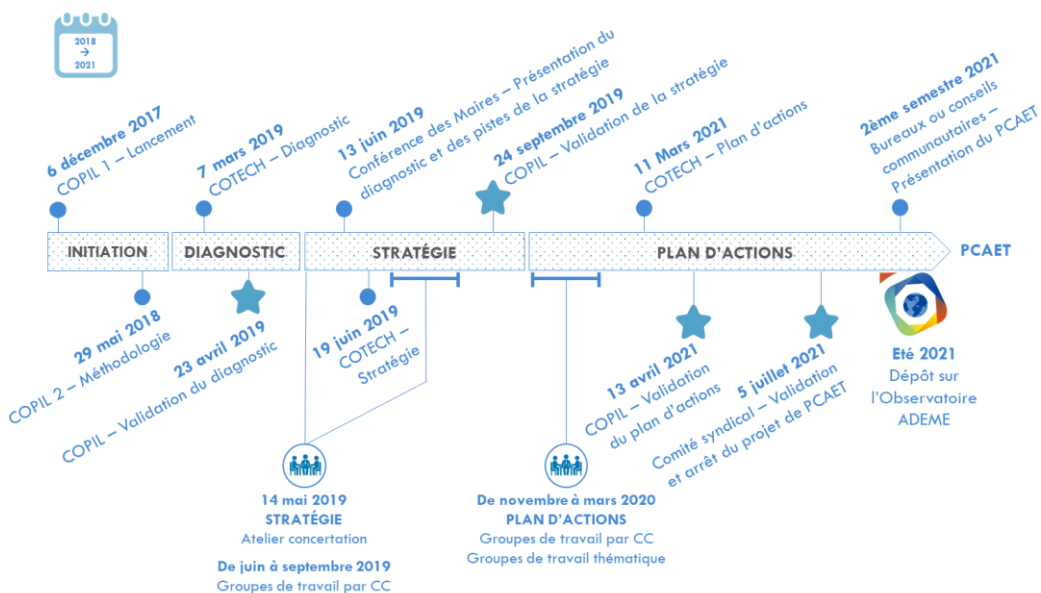 2018
→
2021
6 décembre 2017
COPIL 1 – Lancement
7 mars 2019
COTECH – Diagnostic
13 juin 2019
Conférence des Maires – Présentation du
diagnostic et des pistes de la stratégie
24 septembre 2019
COPIL – Validation de la stratégie
11 Mars 2021
COTECH – Plan d'actions
2ème semestre 2021
Bureaux ou conseils
communautaires –
Présentation du PCAET
INITIATION
DIAGNOSTIC
STRATÉGIE
PLAN D'ACTIONS
PCAET
29 mai 2018
COPIL 2 – Méthodologie
23 avril 2019
COPIL – Validation du diagnostic
19 juin 2019
COTECH –
Stratégie
13 avril 2021
COPIL – Validation
du plan d'actions
5 juillet 2021
Comité syndical – Validation
et arrêt du projet de PCAET
Eté 2021
Dépôt sur
l'Observatoire
ADEME
14 mai 2019
STRATÉGIE
Atelier concertation
De juin à septembre 2019
Groupes de travail par CC
De novembre à mars 2020
PLAN D'ACTIONS
Groupes de travail par CC
Groupes de travail thématique